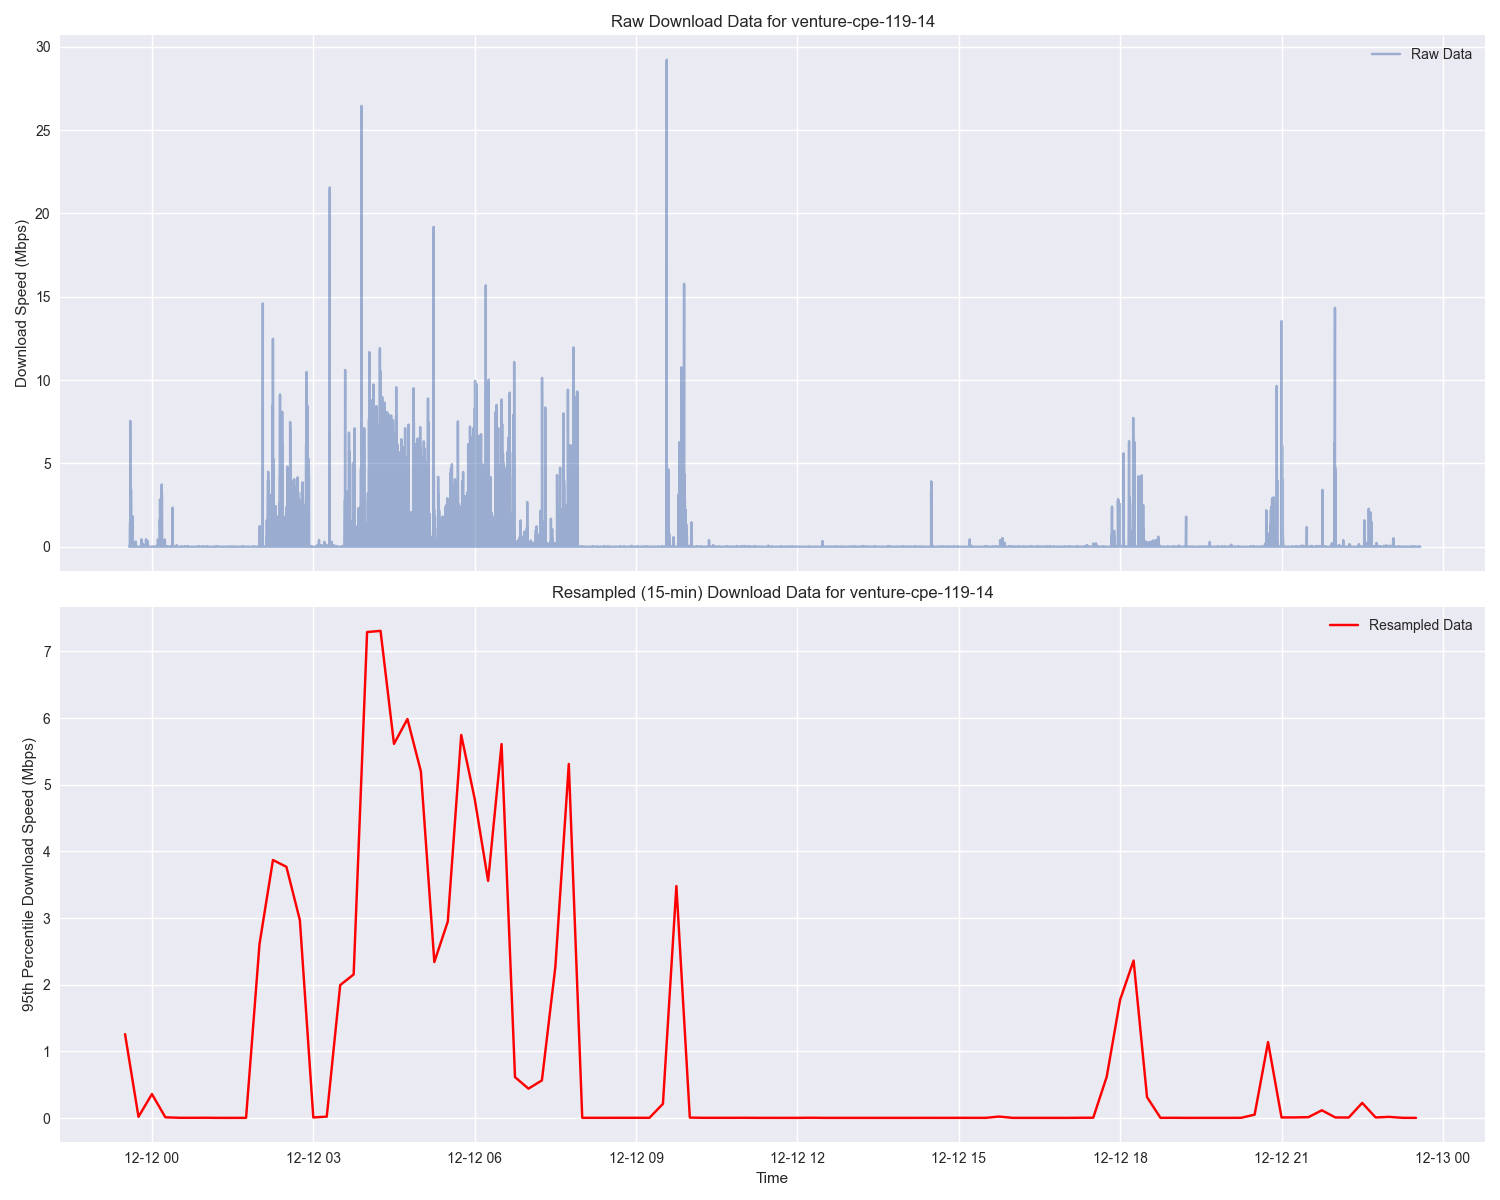 Raw Download Data for venture-cpe-119-14
Raw Data
30
25
20
15
10
5
0
Download Speed (Mbps)
Resampled (15-min) Download Data for venture-cpe-119-14
Resampled Data
7
6
5
4
3
2
1
0
95th Percentile Download Speed (Mbps)
12-12 00 12-12 03 12-12 06 12-12 09 12-12 12 12-12 15 12-12 18 12-12 21 12-13 00
Time